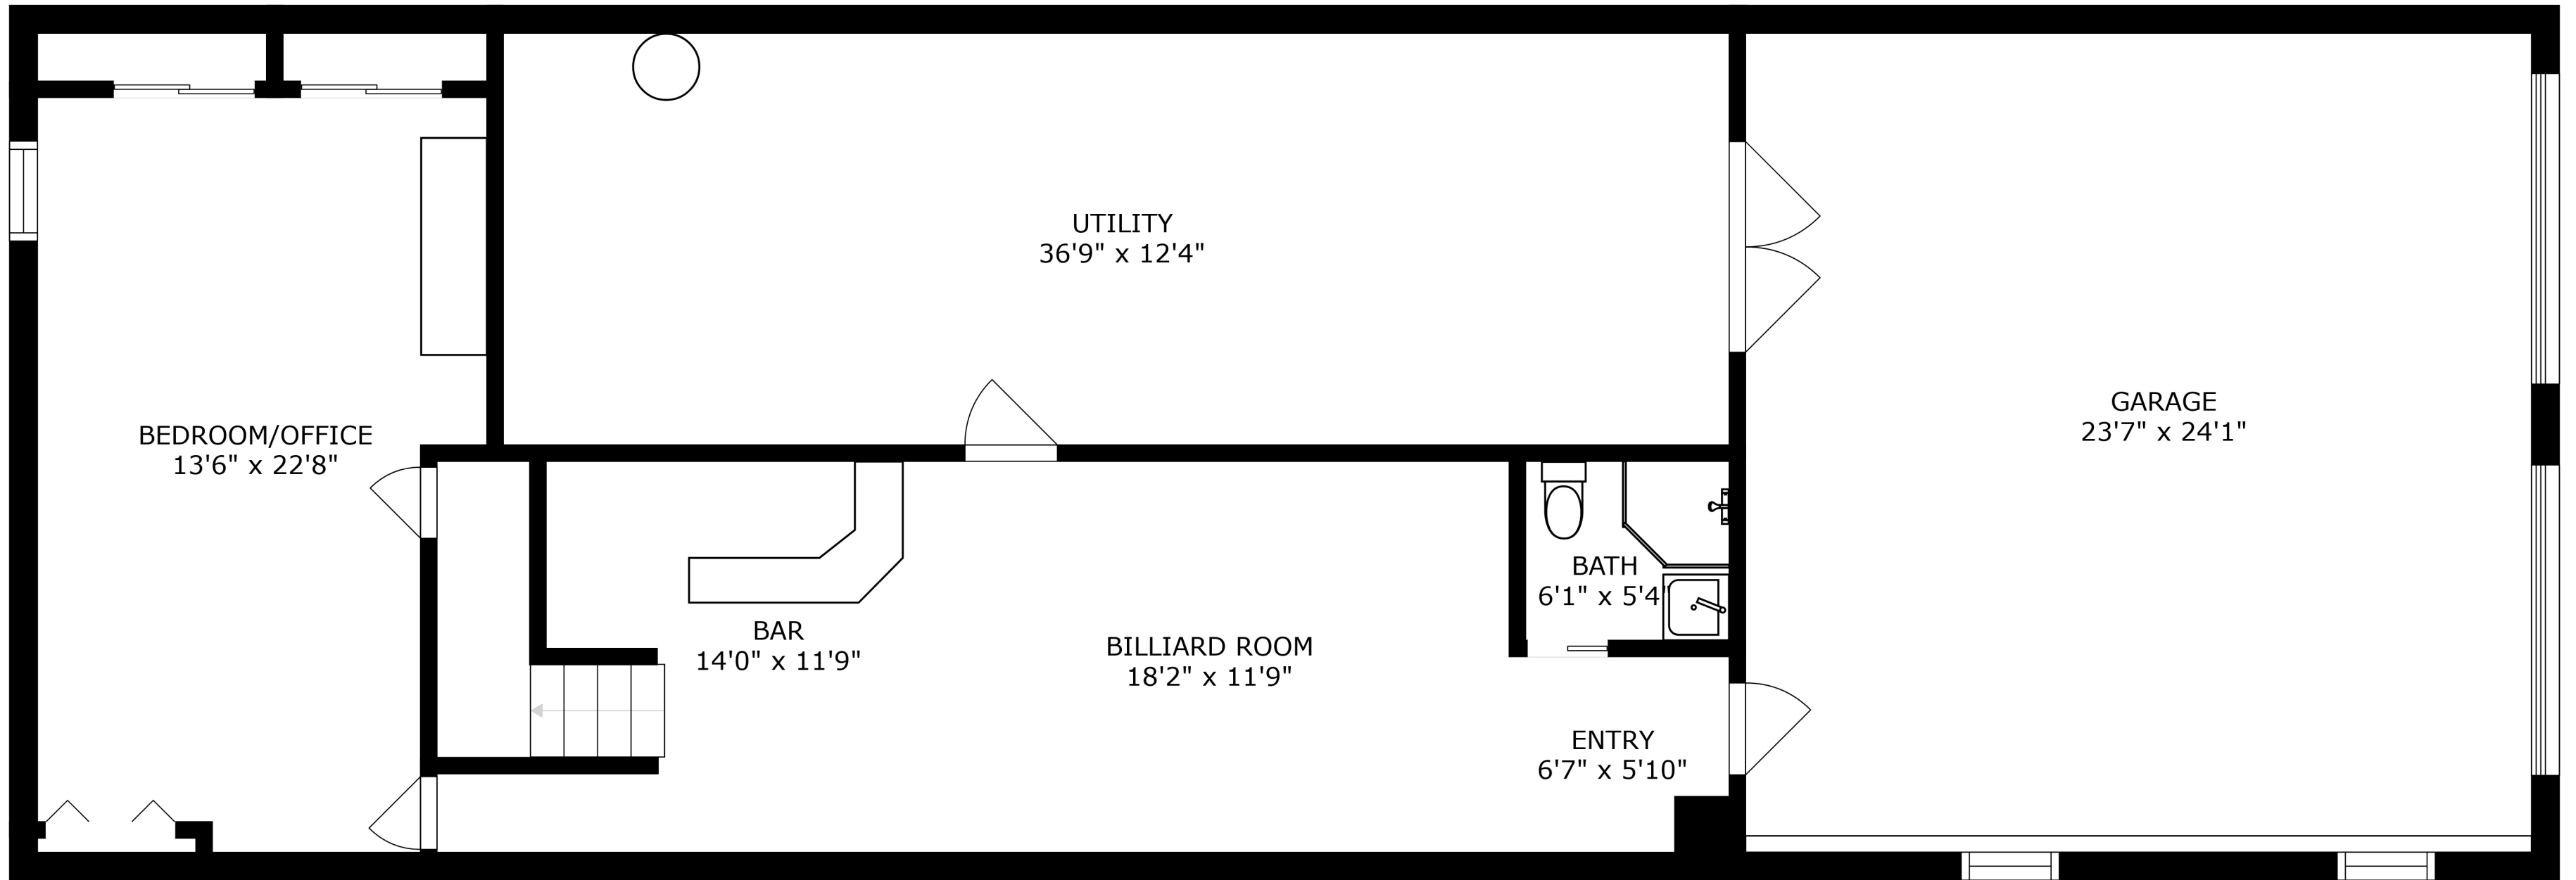 UTILITY
36'9" x 12'4"
GARAGE
23'7" x 24'1"
BEDROOM/OFFICE
13'6" x 22'8"
BATH
6'1" x 5'4"
BAR
14'0" x 11'9"
BILLIARD ROOM
18'2" x 11'9"
ENTRY
6'7" x 5'10"